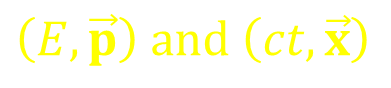 (E, p⃗) and (ct, x⃗)